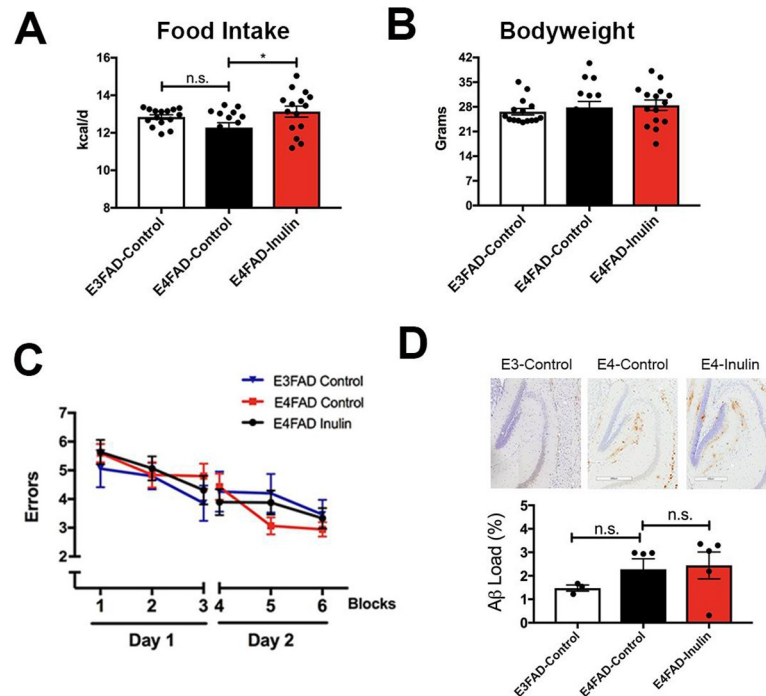 A
Food Intake
n.s.
*
kcal/d
16
14
12
10
8
E3FAD-Control
E4FAD-Control
E4FAD-Inulin
B
Bodyweight
Grams
42
35
28
21
14
7
0
E3FAD-Control
E4FAD-Control
E4FAD-Inulin
C
E3FAD Control
E4FAD Control
E4FAD Inulin
Errors
7
6
5
4
3
2
1 2 3 4 5 6 Blocks
Day 1 Day 2
D
E3-Control E4-Control E4-Inulin
n.s. n.s.
Aβ Load (%)
5
4
3
2
1
0
E3FAD-Control
E4FAD-Control
E4FAD-Inulin